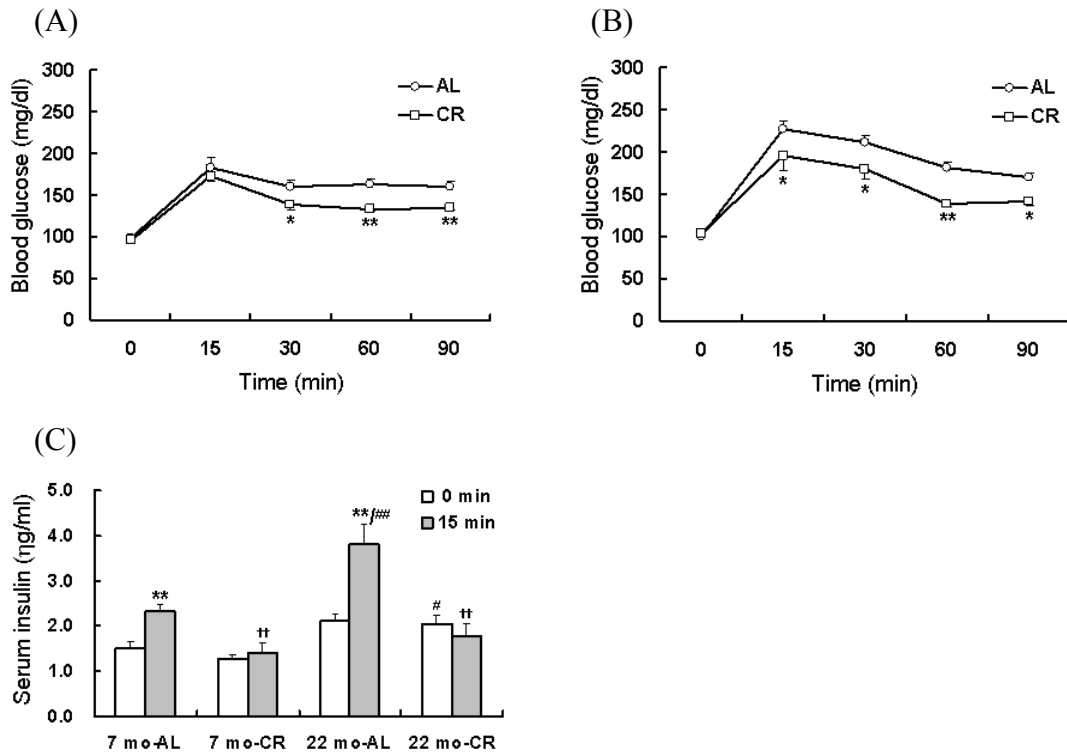 (A)
300
250
200
150
100
50
0
Blood glucose (mg/dl)
AL
CR
* ** **
0 15 30 60 90
Time (min)
(B)
300
250
200
150
100
50
0
Blood glucose (mg/dl)
AL
CR
* * ** *
0 15 30 60 90
Time (min)
(C)
5.0
4.0
3.0
2.0
1.0
0.0
Serum insulin (ηg/ml)
0 min
15 min
**
††
**/##
#
††
7 mo-AL 7 mo-CR 22 mo-AL 22 mo-CR